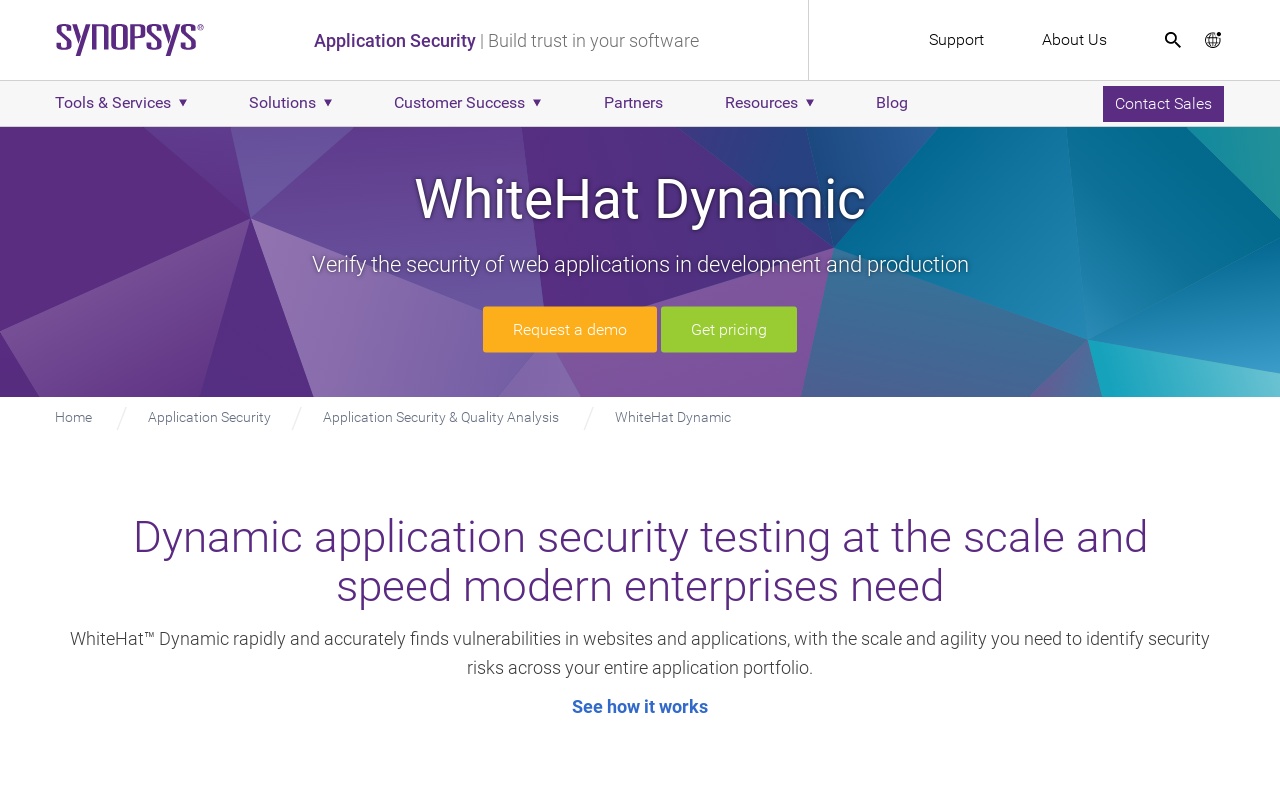 SYNOPSYS®
Application Security | Build trust in your software
Support
About Us
Tools & Services ▼
Solutions ▼
Customer Success ▼
Partners
Resources ▼
Blog
Contact Sales
WhiteHat Dynamic
Verify the security of web applications in development and production
Request a demo
Get pricing
Home / Application Security / Application Security & Quality Analysis / WhiteHat Dynamic
Dynamic application security testing at the scale and
speed modern enterprises need
WhiteHat™ Dynamic rapidly and accurately finds vulnerabilities in websites and applications, with the scale and agility you need to identify security
risks across your entire application portfolio.
See how it works